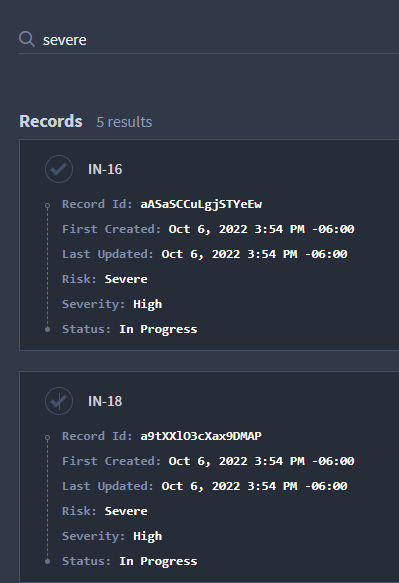 severe
Records 5 results
IN-16
Record Id: aASaSCCuLgjSTYeEw
First Created: Oct 6, 2022 3:54 PM -06:00
Last Updated: Oct 6, 2022 3:54 PM -06:00
Risk: Severe
Severity: High
Status: In Progress
IN-18
Record Id: a9tXXlO3cXax9DMAP
First Created: Oct 6, 2022 3:54 PM -06:00
Last Updated: Oct 6, 2022 3:54 PM -06:00
Risk: Severe
Severity: High
Status: In Progress